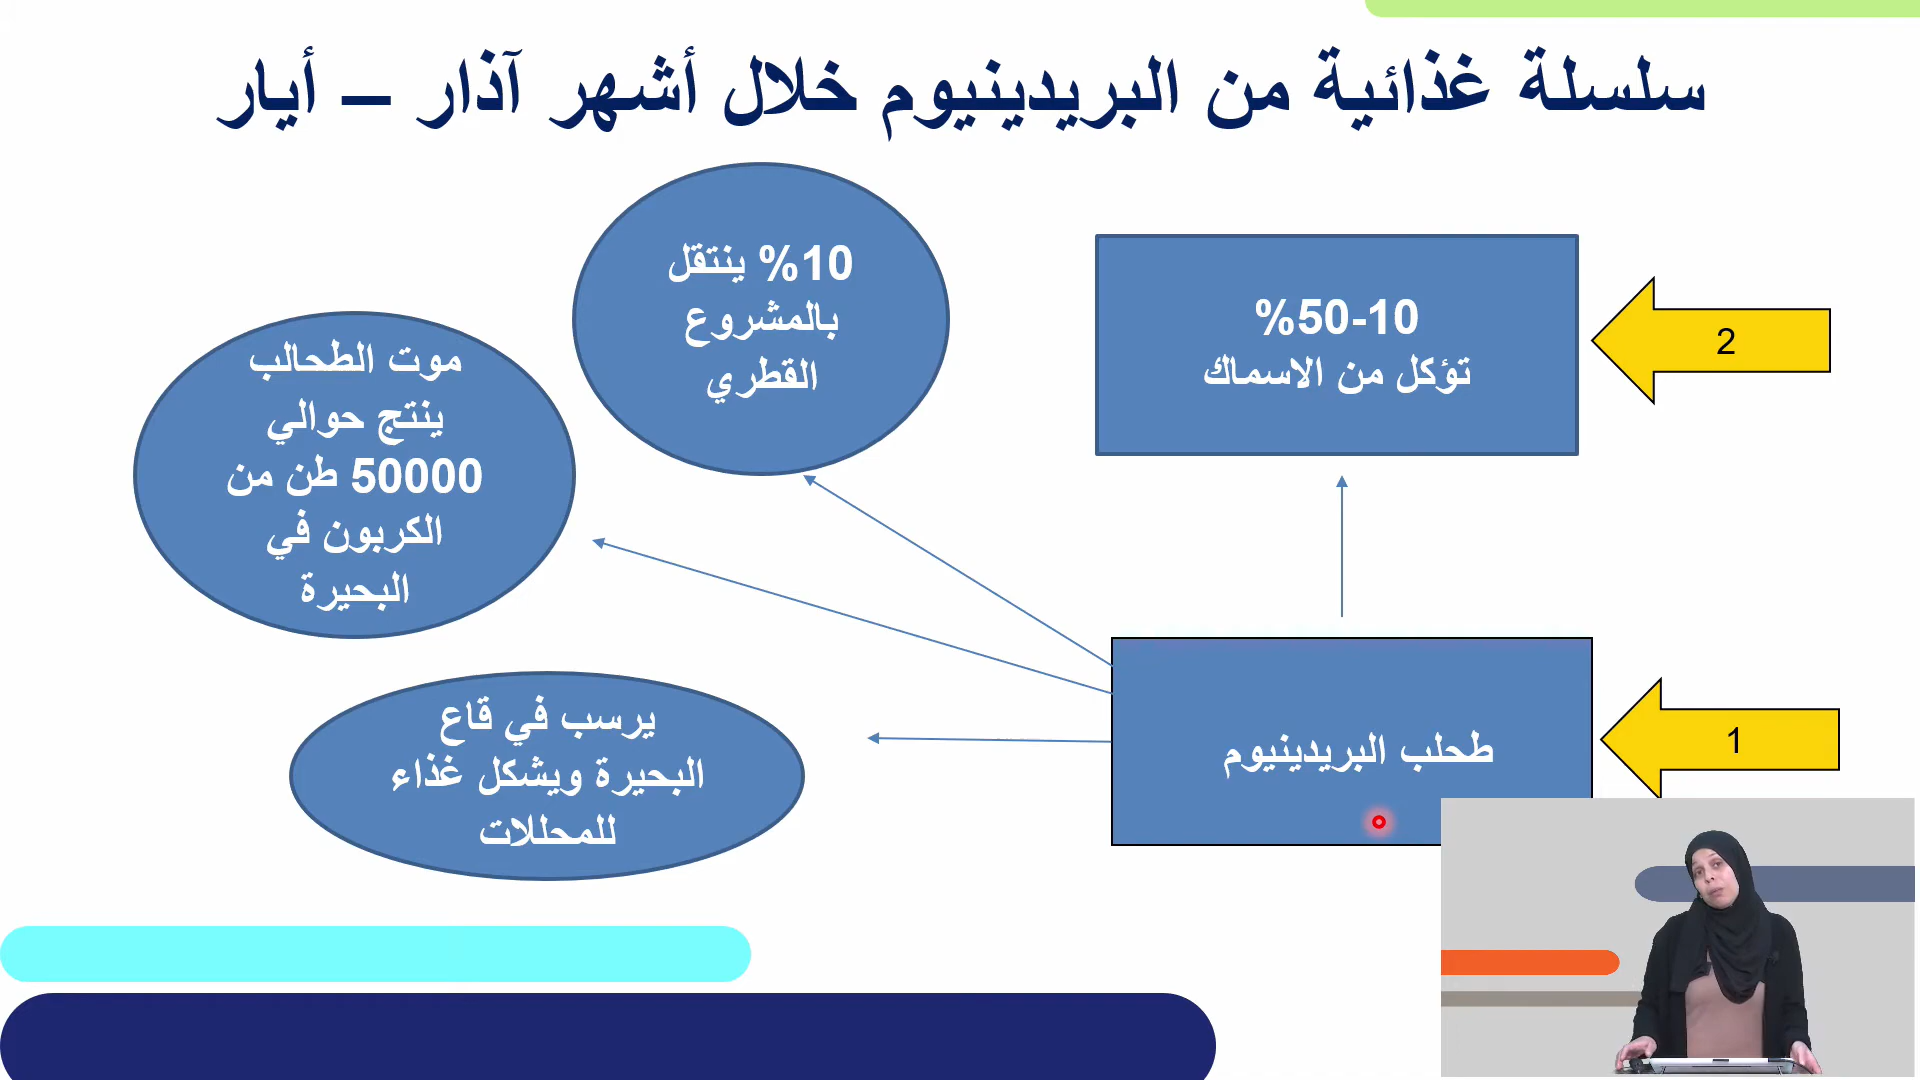 سلسلة غذائية من البريدينيوم خلال أشهر آذار – أيار
%50-10
تؤكل من الاسماك
2
%10 ينتقل
بالمشروع
القطري
موت الطحالب
ينتج حوالي
50000 طن من
الكربون في
البحيرة
طحلب البريدينيوم
1
يرسب في قاع
البحيرة ويشكل غذاء
للمحللات